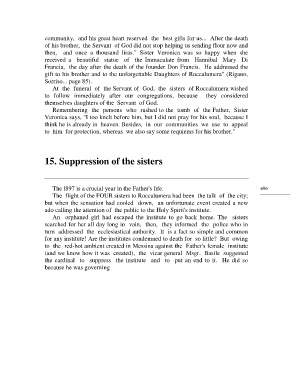 community, and his great heart reserved the best gifts for us... After the death
of his brother, the Servant of God did not stop helping us sending flour now and
then, and once a thousand liras." Sister Veronica was so happy when she
received a beautiful statue of the Immaculate from Hannibal Mary Di
Francia, the day after the death of the founder Don Francis. He addressed the
gift to his brother and to the unforgettable Daughters of Roccalumera" (Rigano,
Sorriso... page 85).
At the funeral of the Servant of God, the sisters of Roccalumera wished
to follow immediately after our congregations, because they considered
themselves daughters of the Servant of God.
Remembering the persons who rushed to the tomb of the Father, Sister
Veronica says, "I too knelt before him, but I did not pray for his soul, because I
think he is already in heaven. Besides, in our communities we use to appeal
to him for protection, whereas we also say some requiems for his brother."
15. Suppression of the sisters
The 1897 is a crucial year in the Father's life.
The flight of the FOUR sisters to Roccalumera had been the talk of the city;
but when the sensation had cooled down, an unfortunate event created a new
ado calling the attention of the public to the Holy Spirit's institute.
An orphaned girl had escaped the institute to go back home. The sisters
searched for her all day long in vain, then, they informed the police who in
turn addressed the ecclesiastical authority. It is a fact so simple and common
for any institute! Are the institutes condemned to death for so little? But owing
to the red-hot ambient created in Messina against the Father's female institute
(and we know how it was created), the vicar general Msgr. Basile suggested
the cardinal to suppress the institute and to put an end to it. He did so
because he was governing